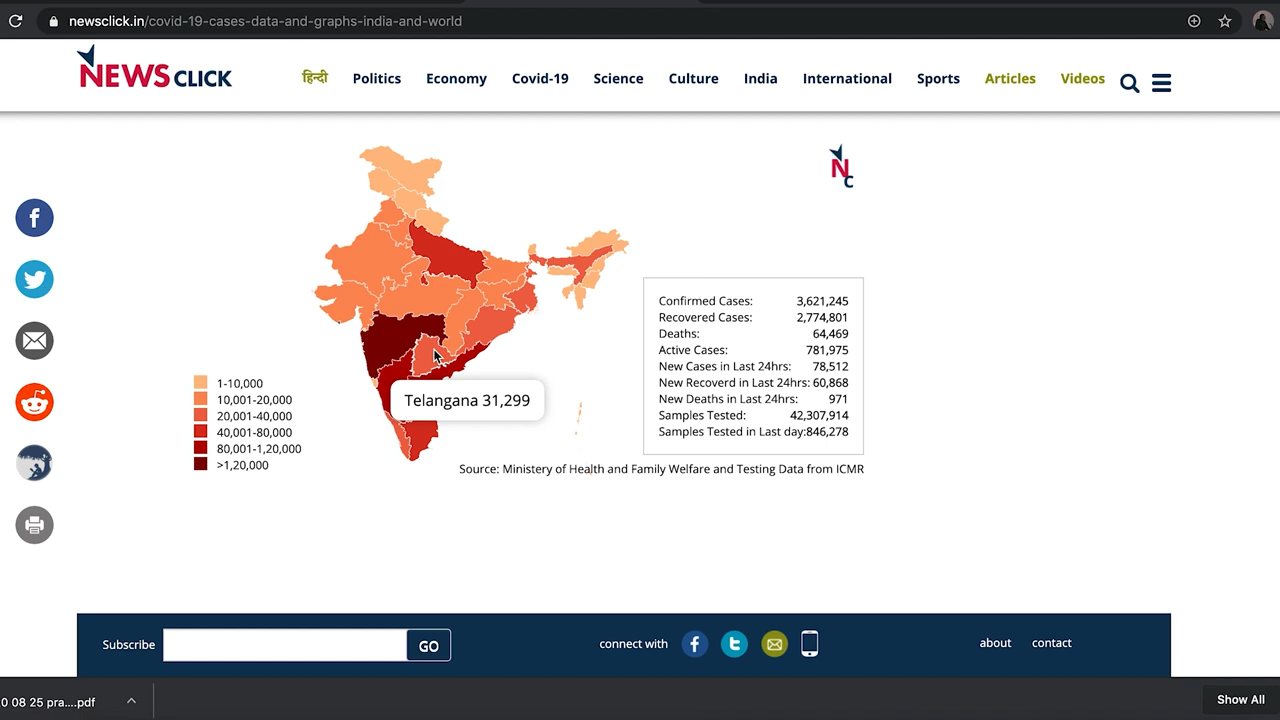 newsclick.in/covid-19-cases-data-and-graphs-india-and-world
NEWSCLICK
हिन्दी Politics Economy Covid-19 Science Culture India International Sports Articles Videos
N
C
Confirmed Cases: 3,621,245
Recovered Cases: 2,774,801
Deaths: 64,469
Active Cases: 781,975
New Cases in Last 24hrs: 78,512
New Recoverd in Last 24hrs: 60,868
New Deaths in Last 24hrs: 971
Samples Tested: 42,307,914
Samples Tested in Last day:846,278
Telangana 31,299
1-10,000
10,001-20,000
20,001-40,000
40,001-80,000
80,001-1,20,000
>1,20,000
Source: Ministry of Health and Family Welfare and Testing Data from ICMR
Subscribe GO connect with about contact
0 08 25 pra....pdf Show All